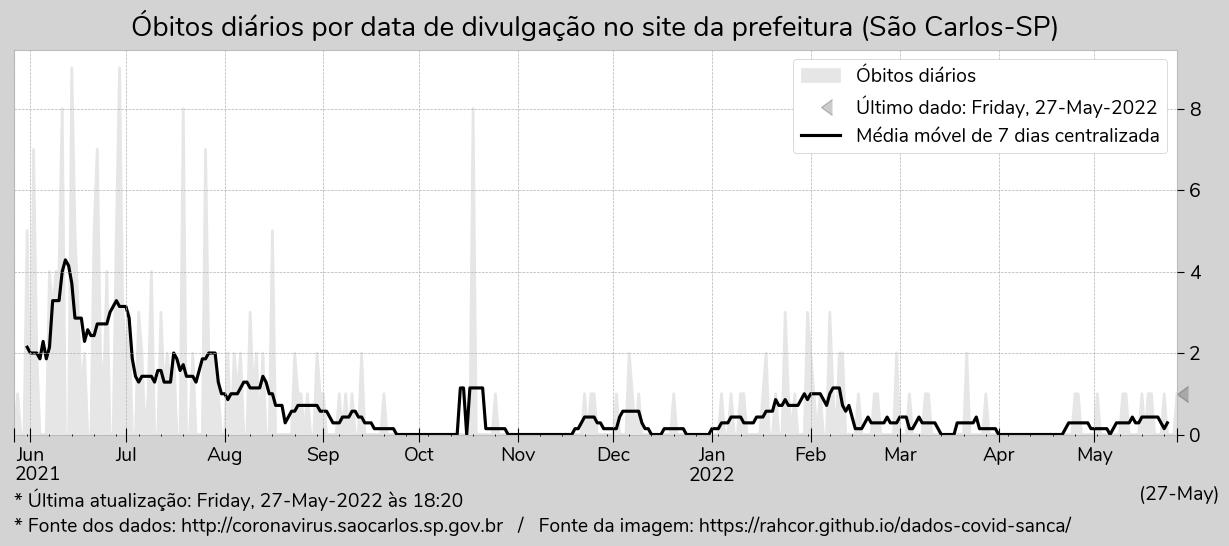 Óbitos diários por data de divulgação no site da prefeitura (São Carlos-SP)
Óbitos diários
Último dado: Friday, 27-May-2022
Média móvel de 7 dias centralizada
8
6
4
2
0
Jun Jul Aug Sep Oct Nov Dec Jan Feb Mar Apr May
2021 2022
(27-May)
* Última atualização: Friday, 27-May-2022 às 18:20
* Fonte dos dados: http://coronavirus.saocarlos.sp.gov.br / Fonte da imagem: https://rahcor.github.io/dados-covid-sanca/